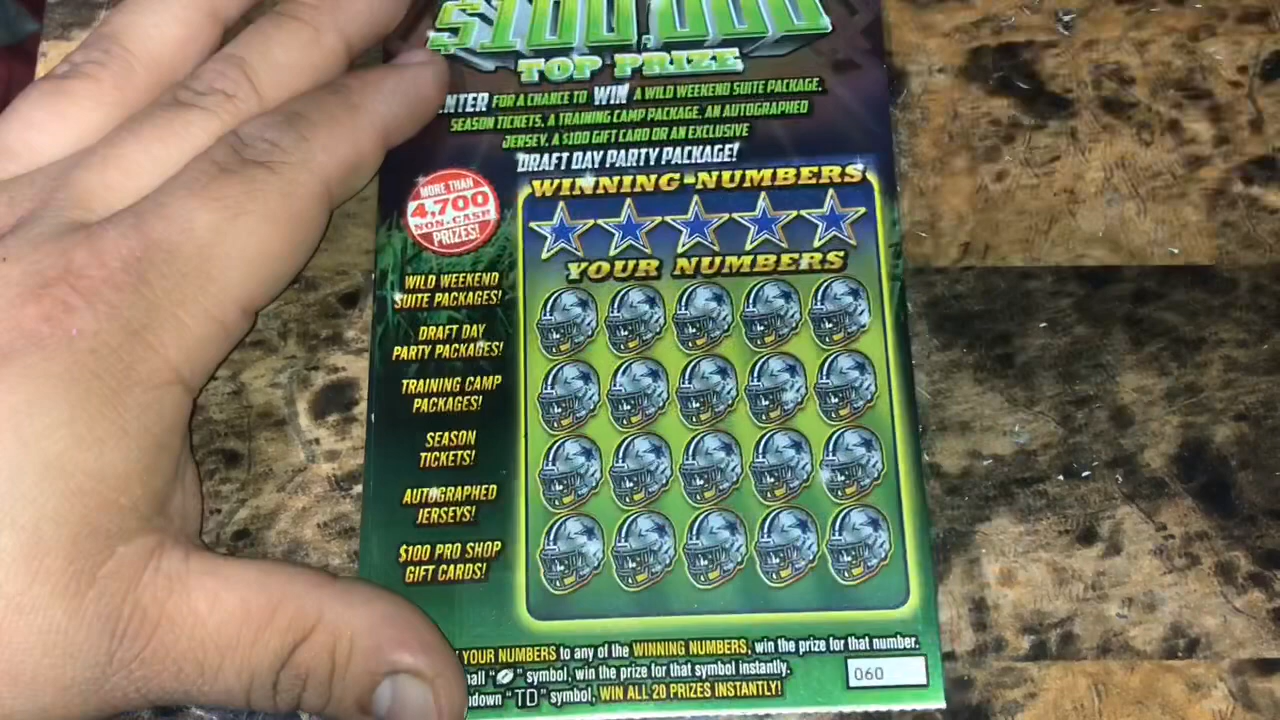 $100,000
TOP PRIZE
NTER FOR A CHANCE TO WIN A WILD WEEKEND SUITE PACKAGE,
SEASON TICKETS, A TRAINING CAMP PACKAGE, AN AUTOGRAPHED
JERSEY, A $100 GIFT CARD OR AN EXCLUSIVE
DRAFT DAY PARTY PACKAGE!
MORE THAN
4,700
NON-CASH
PRIZES!
WINNING NUMBERS
YOUR NUMBERS
WILD WEEKEND
SUITE PACKAGES!
DRAFT DAY
PARTY PACKAGES!
TRAINING CAMP
PACKAGES!
SEASON
TICKETS!
AUTOGRAPHED
JERSEYS!
$100 PRO SHOP
GIFT CARDS!
YOUR NUMBERS to any of the WINNING NUMBERS, win the prize for that number.
" " symbol, win the prize for that symbol instantly.
down "TD" symbol, WIN ALL 20 PRIZES INSTANTLY!
060